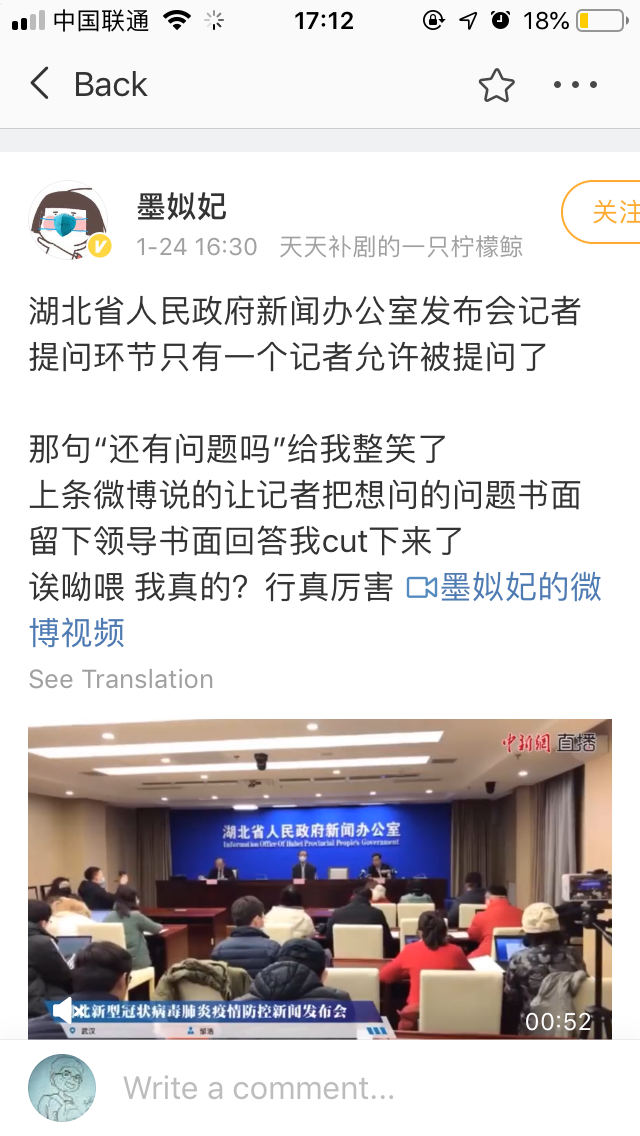 中国联通
17:12
18%
Back
墨姒妃
关注
1-24 16:30 天天补剧的一只柠檬鲸
湖北省人民政府新闻办公室发布会记者
提问环节只有一个记者允许被提问了
那句“还有问题吗”给我整笑了
上条微博说的让记者把想问的问题书面
留下领导书面回答我cut下来了
诶呦喂 我真的？行真厉害 墨姒妃的微
博视频
See Translation
中新網 直播
湖北省人民政府新闻办公室
Information Office Of Hubei Provincial People's Government
北新型冠状病毒肺炎疫情防控新闻发布会
武汉
邹浩
00:52
Write a comment...